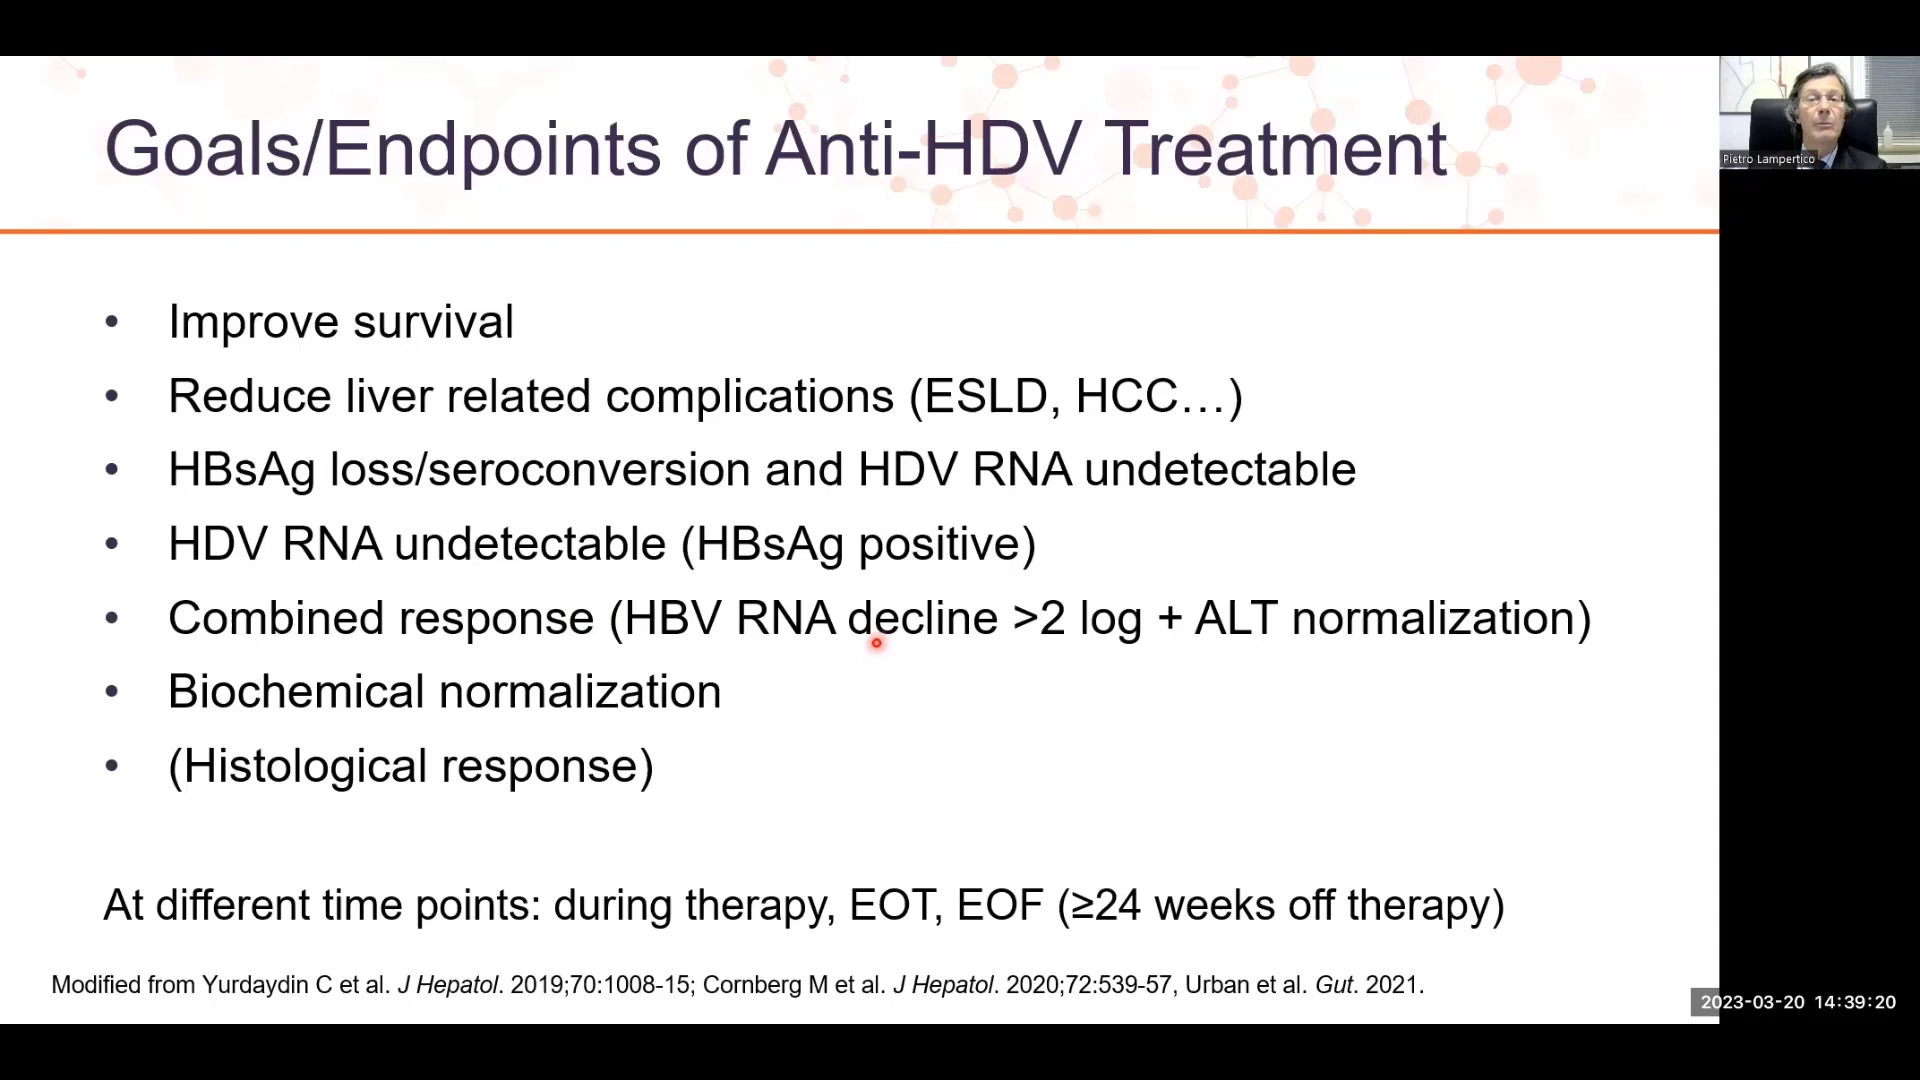 Goals/Endpoints of Anti-HDV Treatment
Pietro Lampertico
• Improve survival
• Reduce liver related complications (ESLD, HCC…)
• HBsAg loss/seroconversion and HDV RNA undetectable
• HDV RNA undetectable (HBsAg positive)
• Combined response (HBV RNA decline >2 log + ALT normalization)
• Biochemical normalization
• (Histological response)
At different time points: during therapy, EOT, EOF (≥24 weeks off therapy)
Modified from Yurdaydin C et al. J Hepatol. 2019;70:1008-15; Cornberg M et al. J Hepatol. 2020;72:539-57, Urban et al. Gut. 2021.
2023-03-20 14:39:20